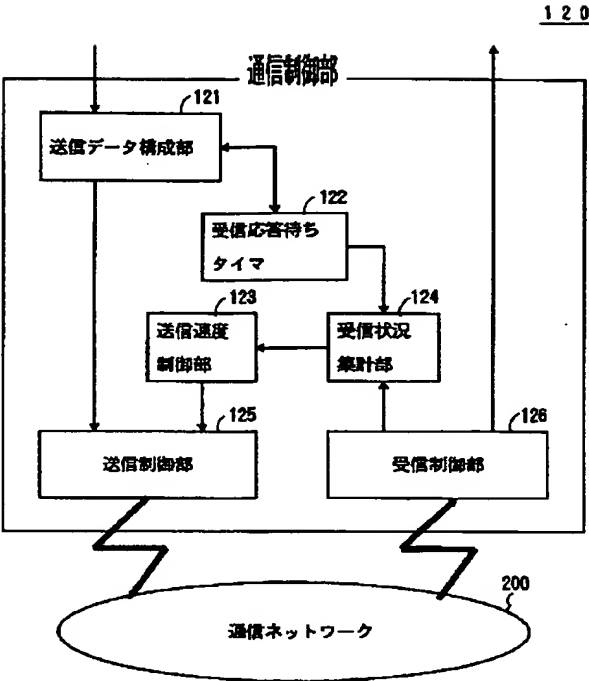 120
通信制御部
121
送信データ構成部
122
受信応答待ち
タイマ
123
送信速度
制御部
124
受信状況
集計部
125
送信制御部
126
受信制御部
200
通信ネットワーク